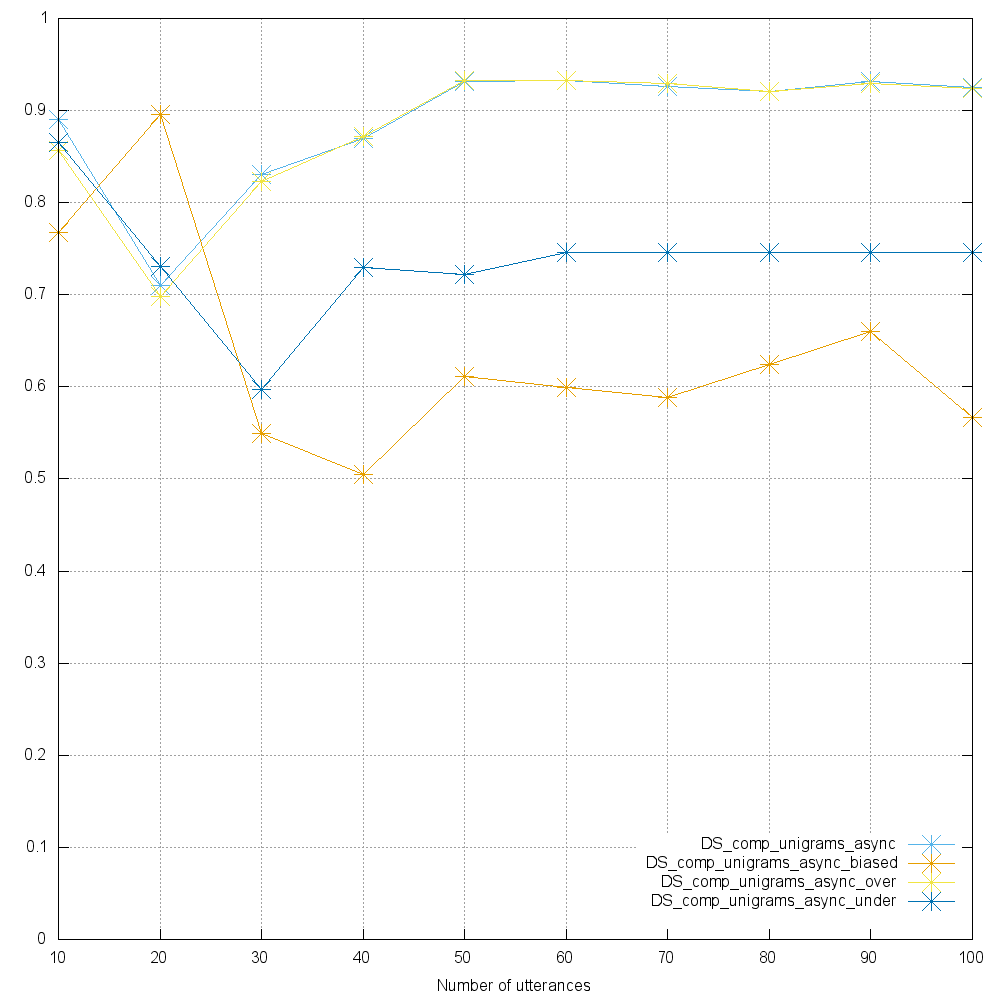 1
0.9
0.8
0.7
0.6
0.5
0.4
0.3
0.2
0.1
0
DS_comp_unigrams_async
DS_comp_unigrams_async_biased
DS_comp_unigrams_async_over
DS_comp_unigrams_async_under
10 20 30 40 50 60 70 80 90 100
Number of utterances